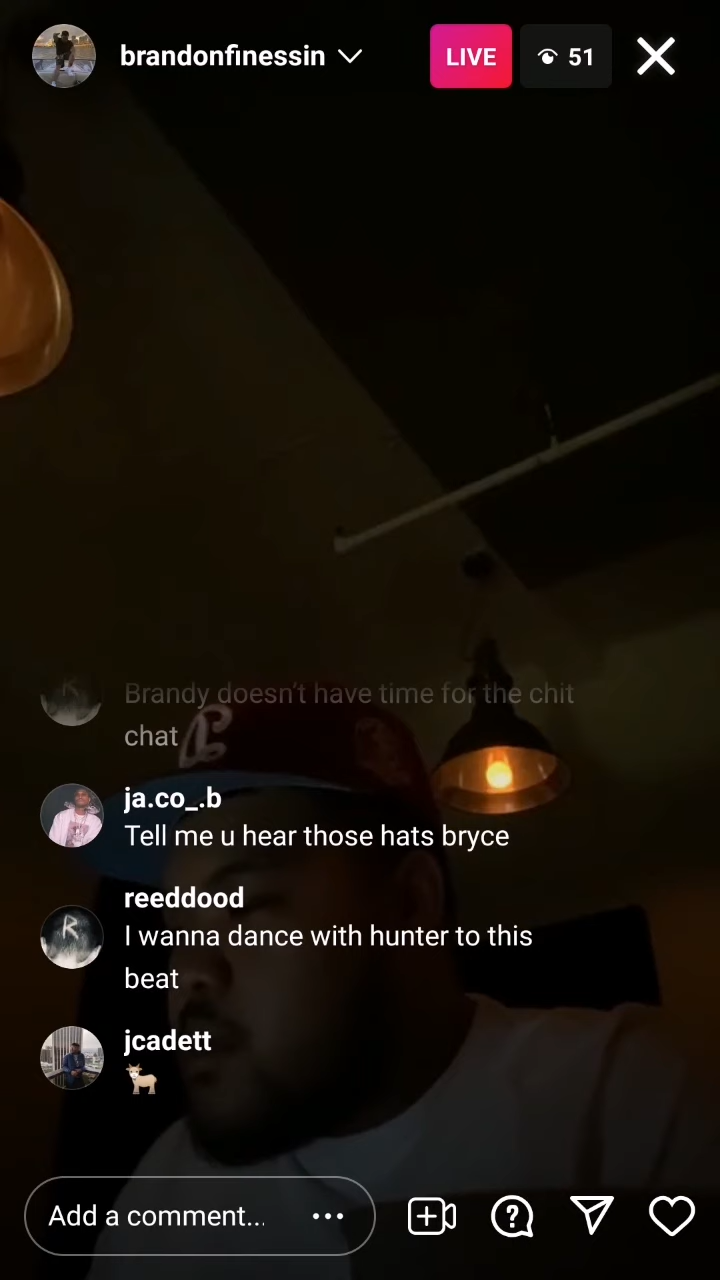 brandonfinessin
LIVE
51
Brandy doesn't have time for the chit
chat
ja.co_.b
Tell me u hear those hats bryce
reeddood
I wanna dance with hunter to this
beat
jcadett
Add a comment...